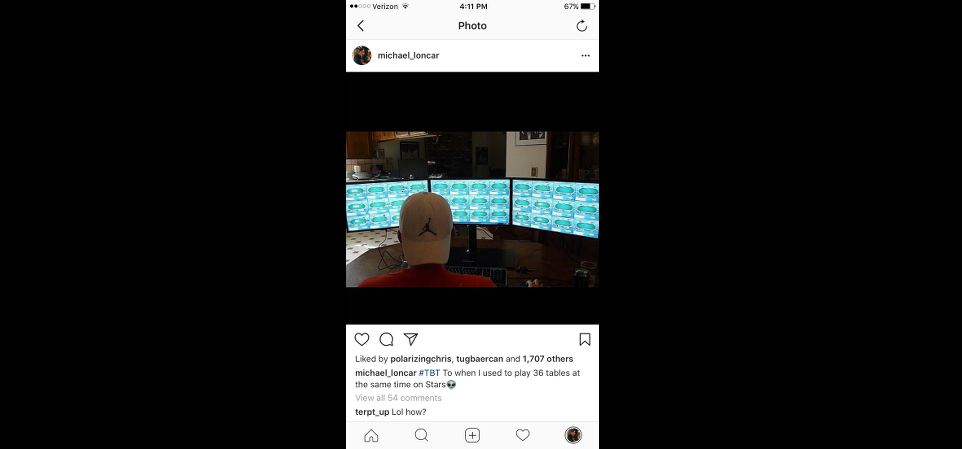 Verizon 4:11 PM 67%
Photo
michael_loncar
Liked by polarizingchris, tugbaercan and 1,707 others
michael_loncar #TBT To when I used to play 36 tables at
the same time on Stars👽
View all 54 comments
terpt_up Lol how?